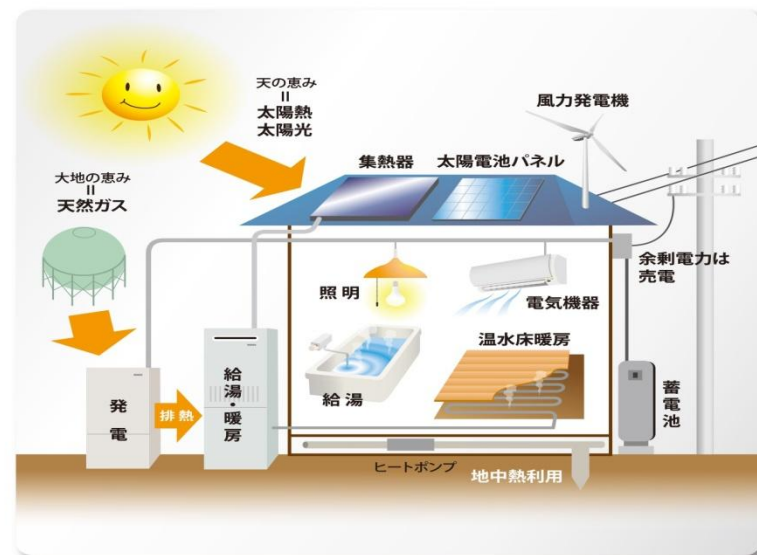 天の恵み
=
太陽熱
太陽光
風力発電機
集熱器
太陽電池パネル
大地の恵み
=
天然ガス
余剰電力は
売電
照明
電気機器
温水床暖房
給湯
発電
排熱
給湯・暖房
蓄電池
ヒートポンプ
地中熱利用